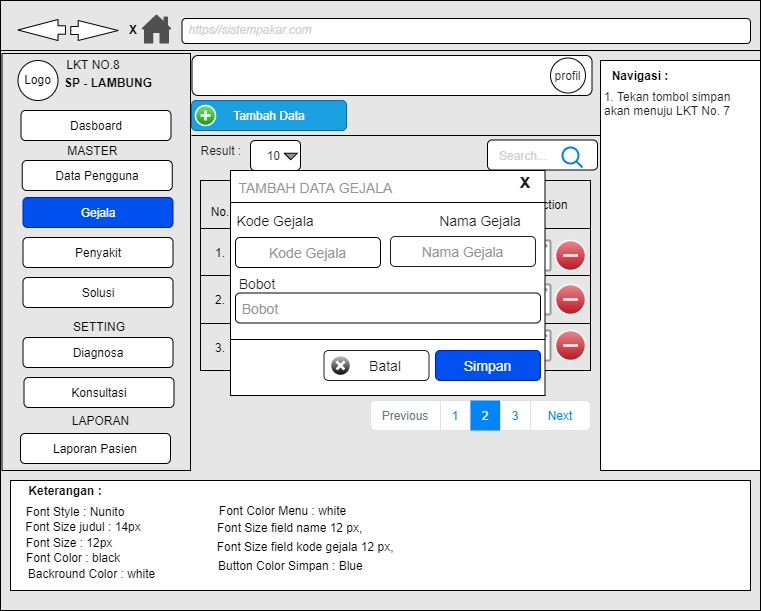 X
https//sistempakar.com
Logo
LKT NO.8
SP - LAMBUNG
Dasboard
MASTER
Data Pengguna
Gejala
Penyakit
Solusi
SETTING
Diagnosa
Konsultasi
LAPORAN
Laporan Pasien
profil
Tambah Data
Result :
10
Search...
No.
ction
1.
2.
3.
TAMBAH DATA GEJALA
X
Kode Gejala
Nama Gejala
Kode Gejala
Nama Gejala
Bobot
Bobot
Batal
Simpan
Previous
1
2
3
Next
Navigasi :
1. Tekan tombol simpan
akan menuju LKT No. 7
Keterangan :
Font Style : Nunito
Font Size judul : 14px
Font Size : 12px
Font Color : black
Backround Color : white
Font Color Menu : white
Font Size field name 12 px,
Font Size field kode gejala 12 px,
Button Color Simpan : Blue